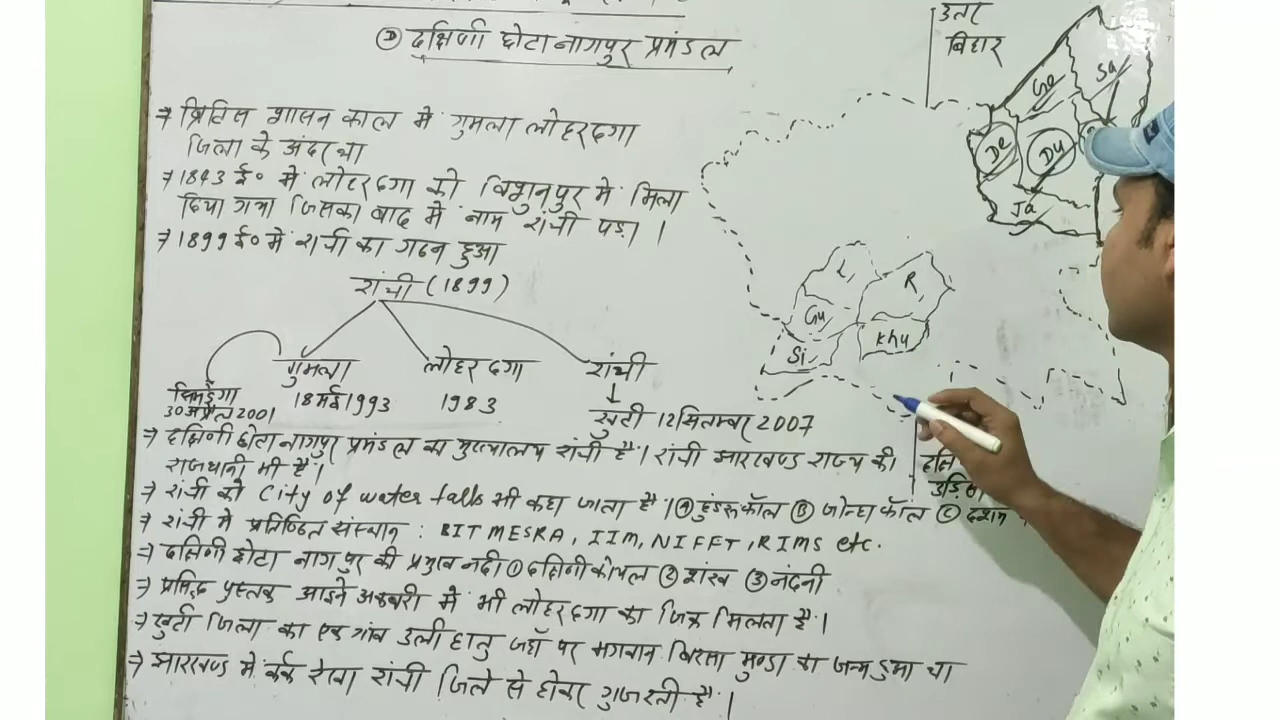 (D) दक्षिणी छोटानागपुर प्रमंडल
⇒ ब्रिटिस शासन काल में गुमला लोहरदगा
जिला के अंदर था
⇒ 1843 ई० में लोहरदगा को विशुनपुर में मिला
दिया गया जिसका बाद में नाम रांची पड़ा।
⇒ 1899 ई० में रांची का गठन हुआ
रांची (1899)
गुमला लोहरदगा रांची
सिमडेगा 18 मई 1993 1983
30 अप्रैल 2001
खुटी 12 सितम्बर 2007
⇒ दक्षिणी छोटानागपुर प्रमंडल का मुख्यालय रांची है। रांची झारखण्ड राज्य की
राजधानी भी है।
⇒ रांची को City of water falls भी कहा जाता है। (A) हुंडरू फॉल (B) जोन्हा फॉल (C) दशम
⇒ रांची में प्रतिष्ठित संस्थान : BIT MESRA, IIM, NIFFT, RIMS etc.
⇒ दक्षिणी छोटानागपुर की प्रमुख नदी (1) दक्षिणी कोयल (2) शंख (3) नंदनी
⇒ प्रसिद्ध पुस्तक आइने अकबरी में भी लोहरदगा का जिक्र मिलता है।
⇒ खुटी जिला का एक गांव उलीहातु जहाँ पर भगवान बिरसा मुण्डा का जन्म हुआ था
⇒ झारखण्ड में कर्क रेखा रांची जिले से होकर गुजरती है।
उतर
बिहार
Go
Sa
De
Du
Ja
L
R
Gu
Khu
Si